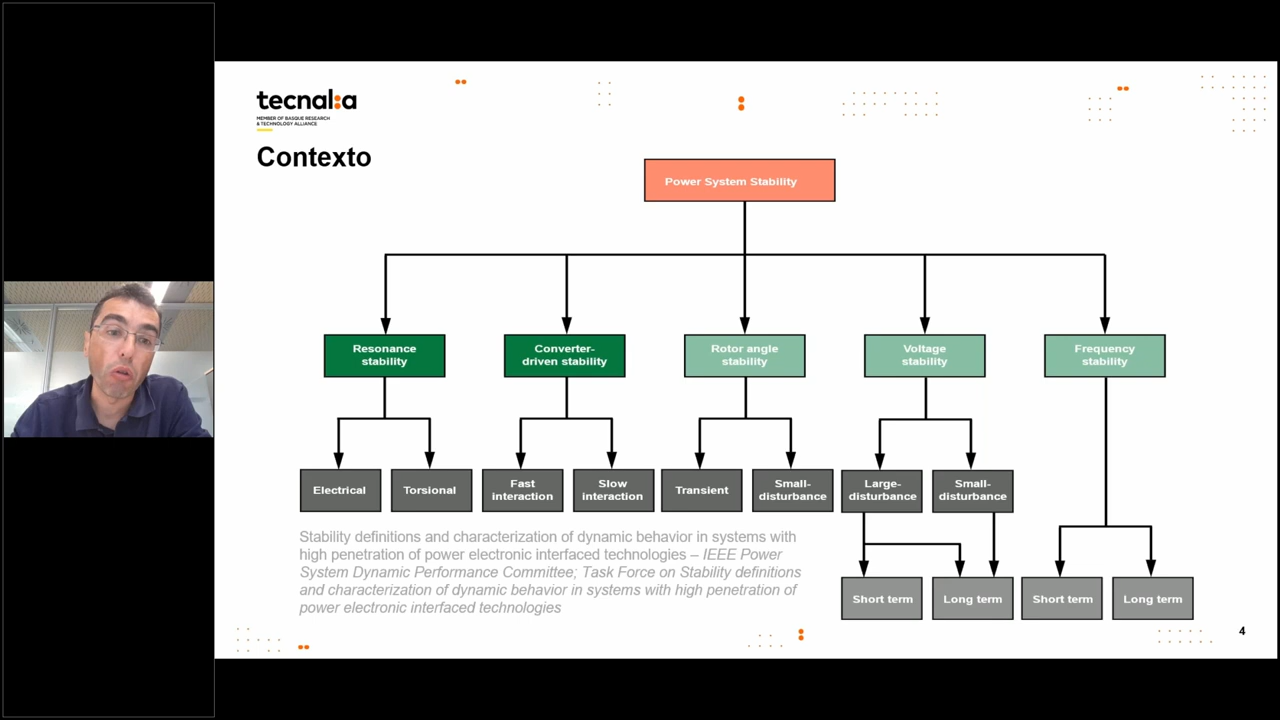 tecnal:a
MEMBER OF BASQUE RESEARCH
& TECHNOLOGY ALLIANCE
Contexto
Power System Stability
Resonance
stability
Converter-
driven stability
Rotor angle
stability
Voltage
stability
Frequency
stability
Electrical
Torsional
Fast
interaction
Slow
interaction
Transient
Small-
disturbance
Large-
disturbance
Small-
disturbance
Short term
Long term
Short term
Long term
Stability definitions and characterization of dynamic behavior in systems with
high penetration of power electronic interfaced technologies – IEEE Power
System Dynamic Performance Committee; Task Force on Stability definitions
and characterization of dynamic behavior in systems with high penetration of
power electronic interfaced technologies
4